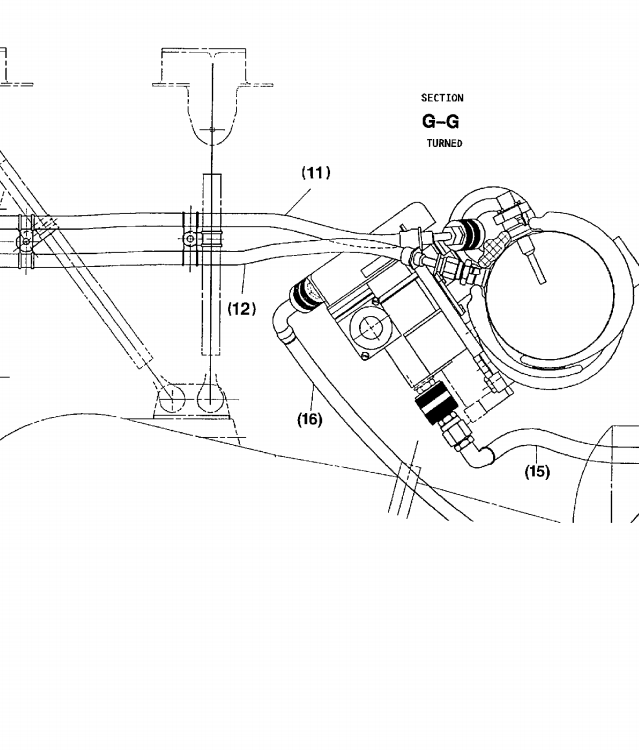 SECTION
G–G
TURNED
(11)
(12)
(16)
(15)